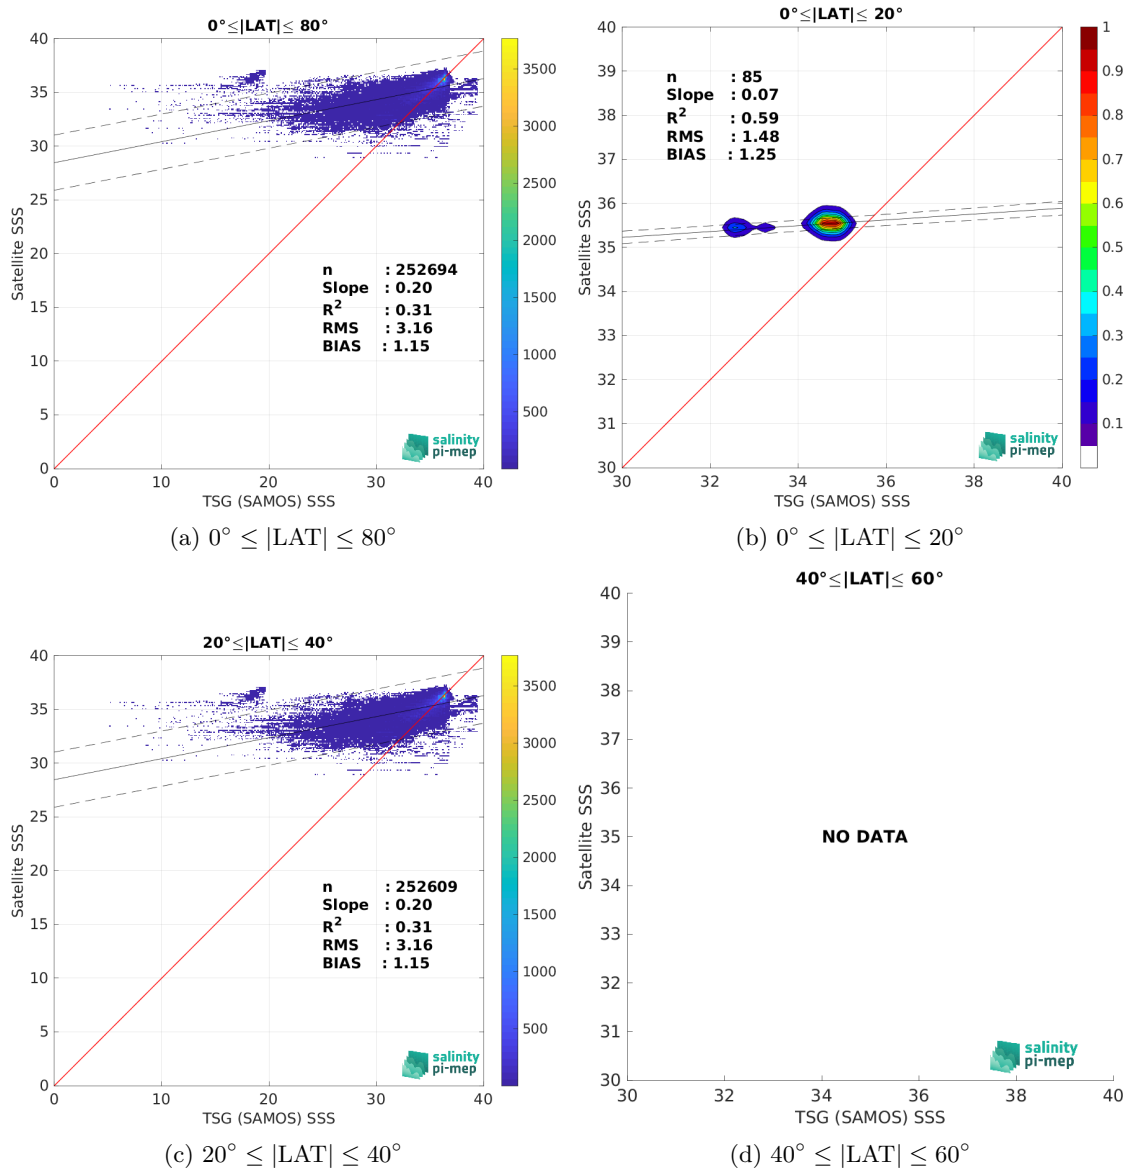 0°≤|LAT|≤ 80°
40
35
30
25
20
15
10
5
0
Satellite SSS
n : 252694
Slope : 0.20
R² : 0.31
RMS : 3.16
BIAS : 1.15
salinity
pi-mep
0 10 20 30 40
TSG (SAMOS) SSS
3500
3000
2500
2000
1500
1000
500
(a) 0° ≤ |LAT| ≤ 80°
0°≤|LAT|≤ 20°
40
39
38
37
36
35
34
33
32
31
30
Satellite SSS
n : 85
Slope : 0.07
R² : 0.59
RMS : 1.48
BIAS : 1.25
salinity
pi-mep
30 32 34 36 38 40
TSG (SAMOS) SSS
1
0.9
0.8
0.7
0.6
0.5
0.4
0.3
0.2
0.1
(b) 0° ≤ |LAT| ≤ 20°
20°≤|LAT|≤ 40°
40
35
30
25
20
15
10
5
0
Satellite SSS
n : 252609
Slope : 0.20
R² : 0.31
RMS : 3.16
BIAS : 1.15
salinity
pi-mep
0 10 20 30 40
TSG (SAMOS) SSS
3500
3000
2500
2000
1500
1000
500
(c) 20° ≤ |LAT| ≤ 40°
40°≤|LAT|≤ 60°
40
39
38
37
36
35
34
33
32
31
30
Satellite SSS
NO DATA
salinity
pi-mep
30 32 34 36 38 40
TSG (SAMOS) SSS
(d) 40° ≤ |LAT| ≤ 60°